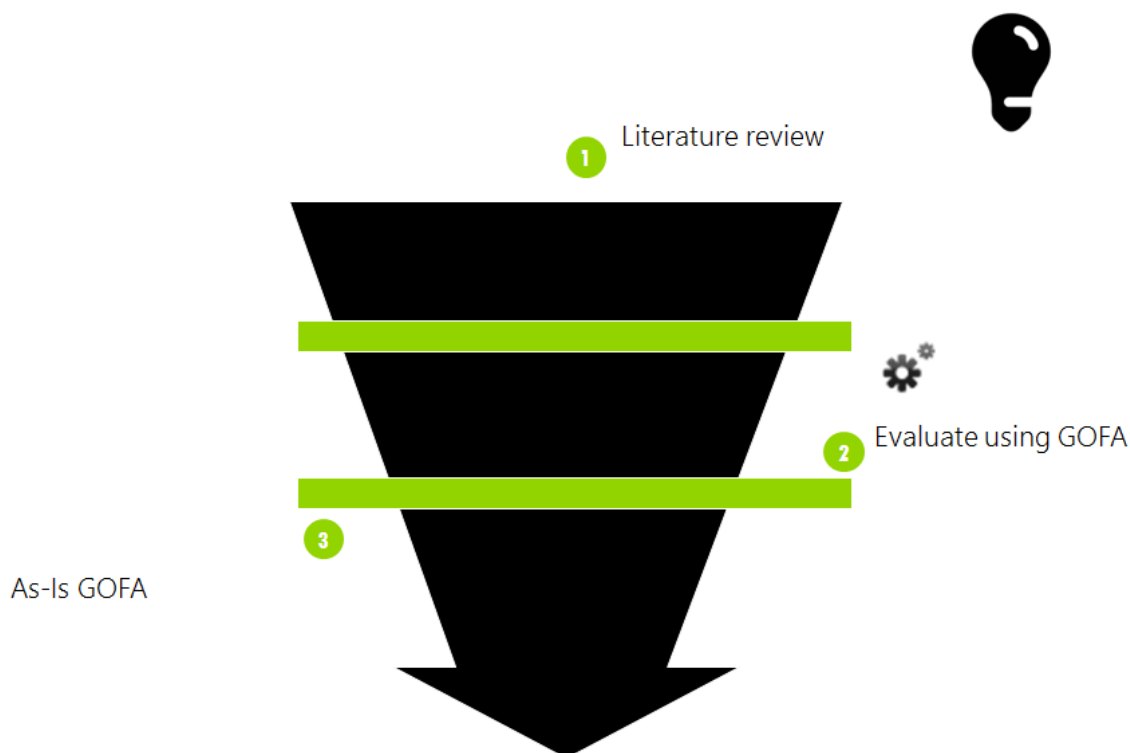 1
Literature review
2
Evaluate using GOFA
3
As-Is GOFA